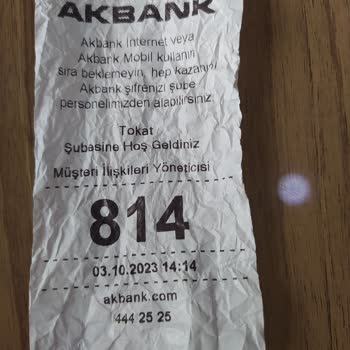 AKBANK
Akbank İnternet veya
Akbank Mobil kullanın
sıra beklemeyin, hep kazanın!
Akbank şifrenizi şube
personelimizden alabilirsiniz.
Tokat
Şubesine Hoş Geldiniz
Müşteri İlişkileri Yöneticisi
814
03.10.2023 14:14
akbank.com
444 25 25